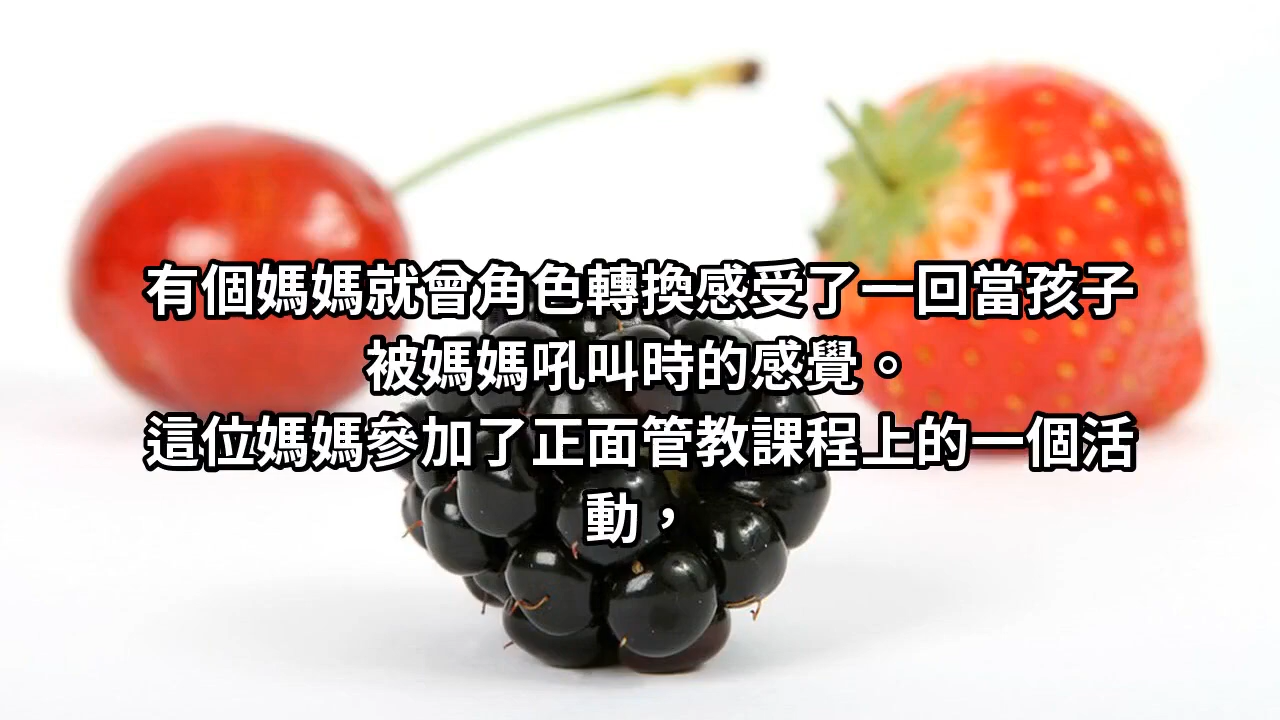 有個媽媽就曾角色轉換感受了一回當孩子
被媽媽吼叫時的感覺。
這位媽媽參加了正面管教課程上的一個活
動，